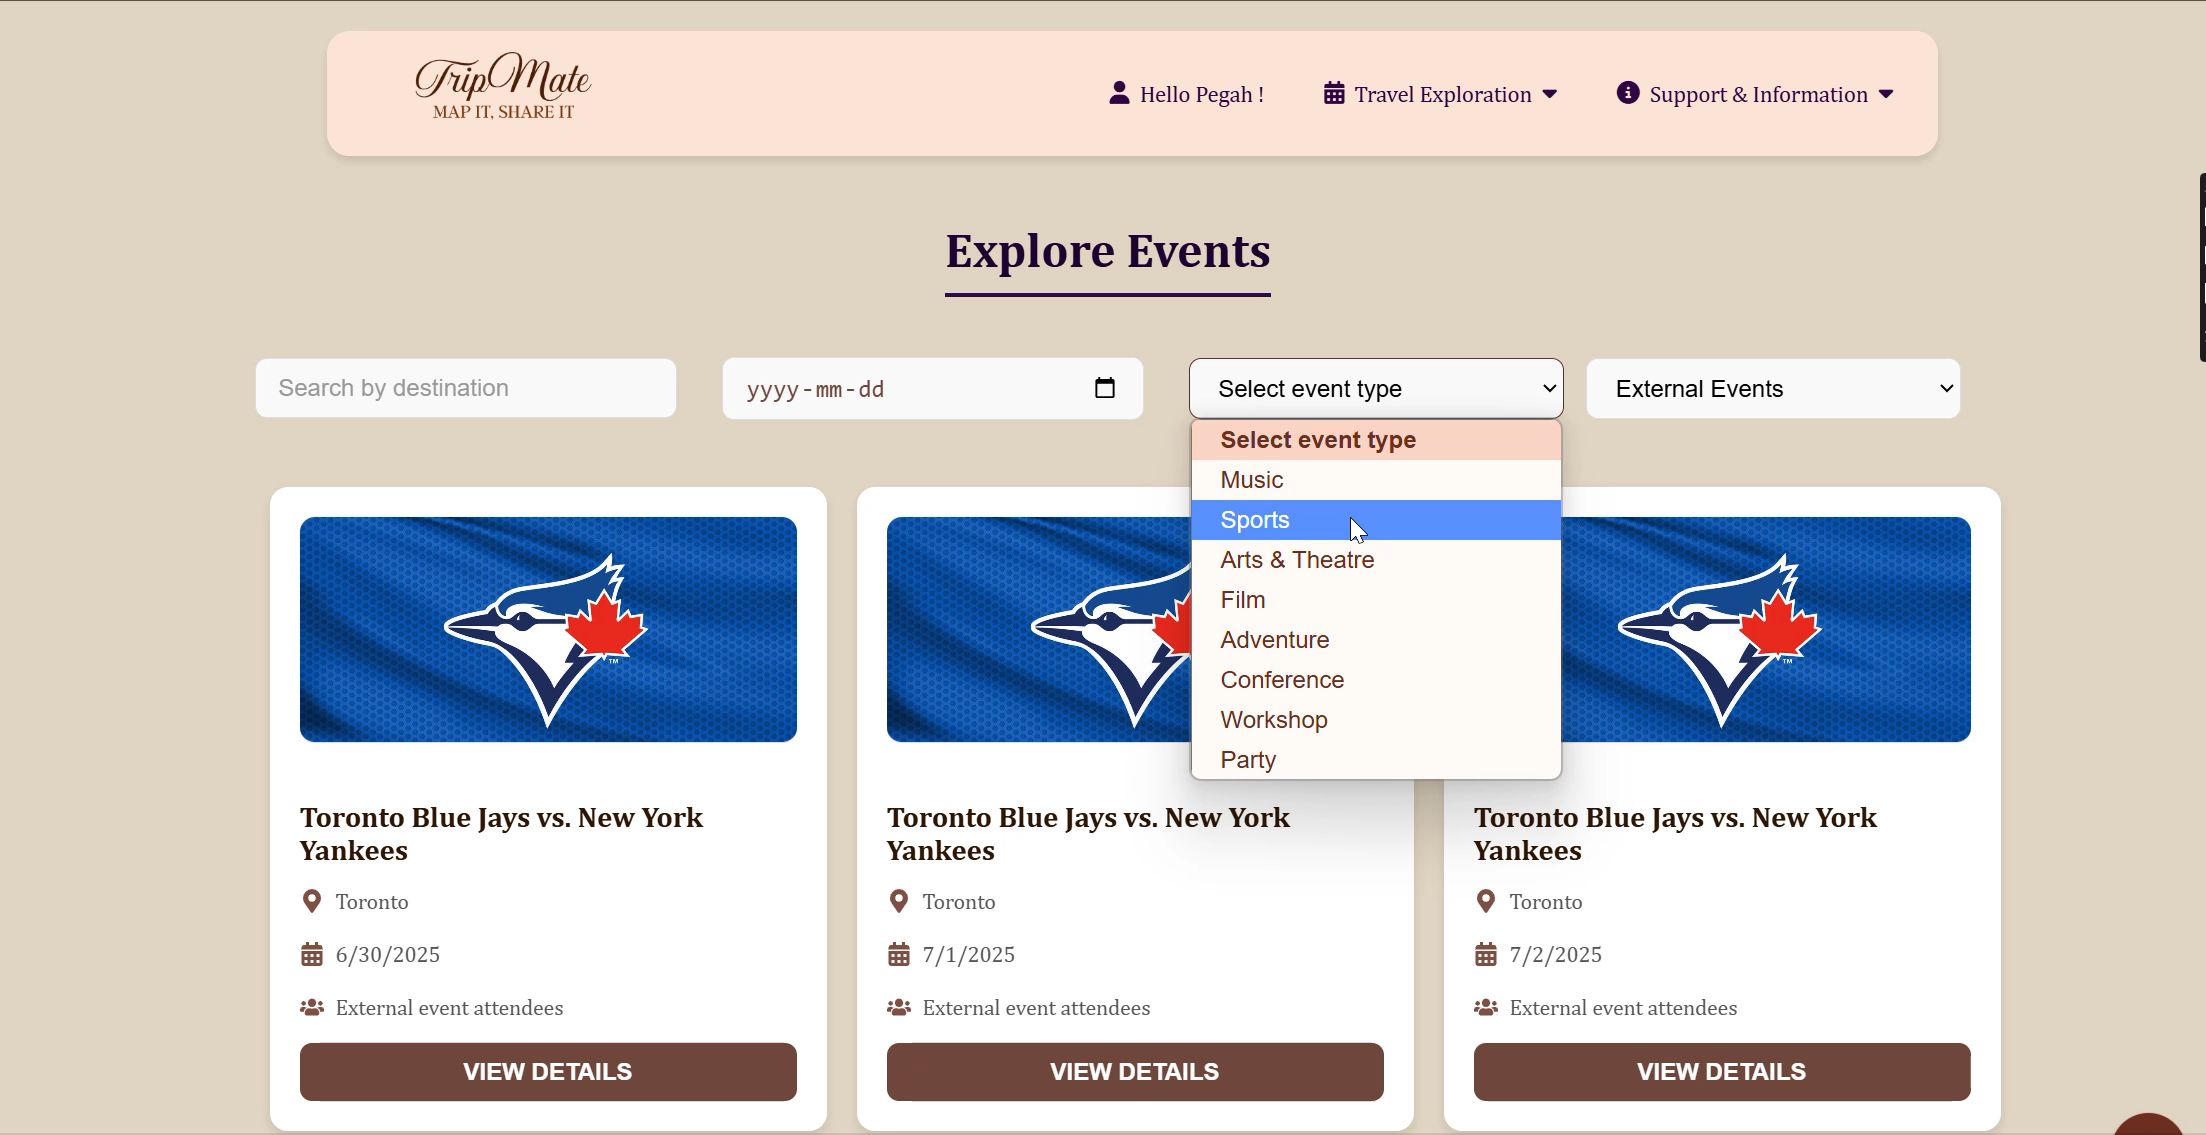 TripMate
MAP IT, SHARE IT
Hello Pegah !
Travel Exploration
Support & Information
Explore Events
Search by destination
yyyy-mm-dd
Select event type
External Events
Select event type
Music
Sports
Arts & Theatre
Film
Adventure
Conference
Workshop
Party
TM
TM
Toronto Blue Jays vs. New York
Yankees
Toronto
6/30/2025
External event attendees
VIEW DETAILS
Toronto Blue Jays vs. New York
Yankees
Toronto
7/1/2025
External event attendees
VIEW DETAILS
Toronto Blue Jays vs. New York
Yankees
Toronto
7/2/2025
External event attendees
VIEW DETAILS